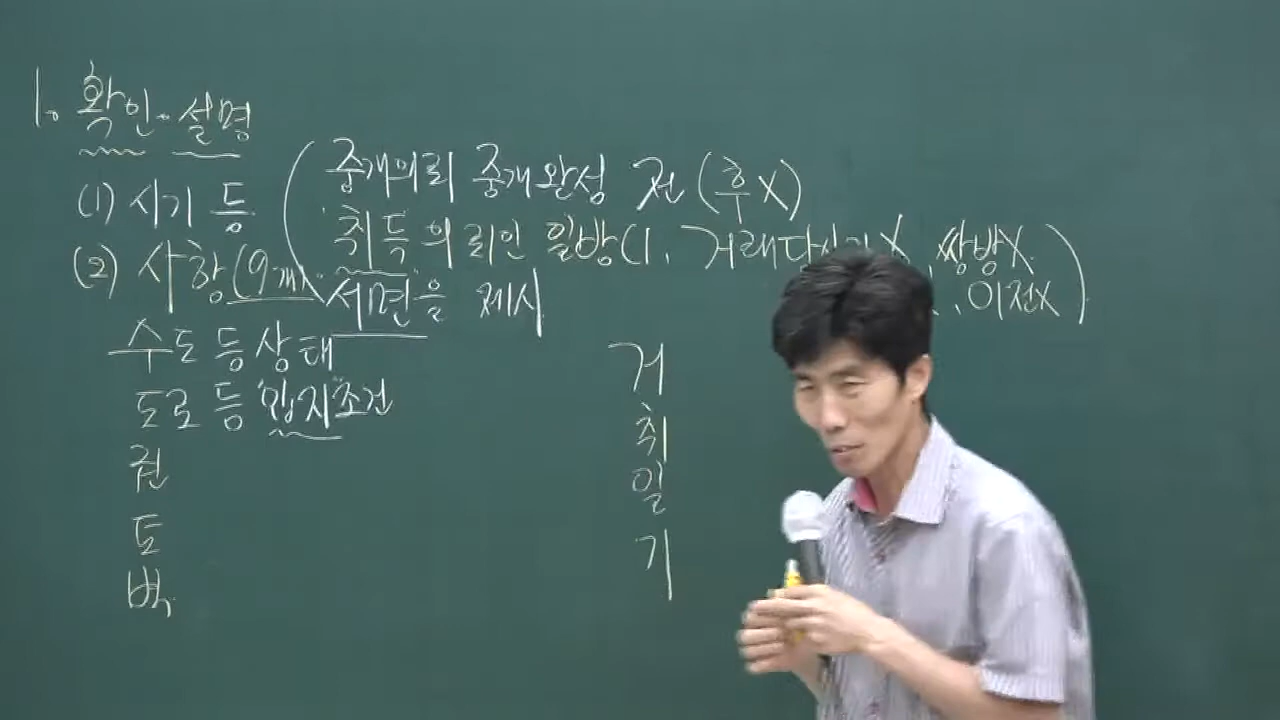 1. 확인·설명
(1) 시기 등
중개의뢰 중개완성 전 (후X)
취득의뢰인 일방(1, 거래당사자X, 쌍방X
서면을 제시
, 이전X)
(2) 사항(9개)
수도 등 상태
도로 등 "입지"조건
권
토
벽
거
취
일
기